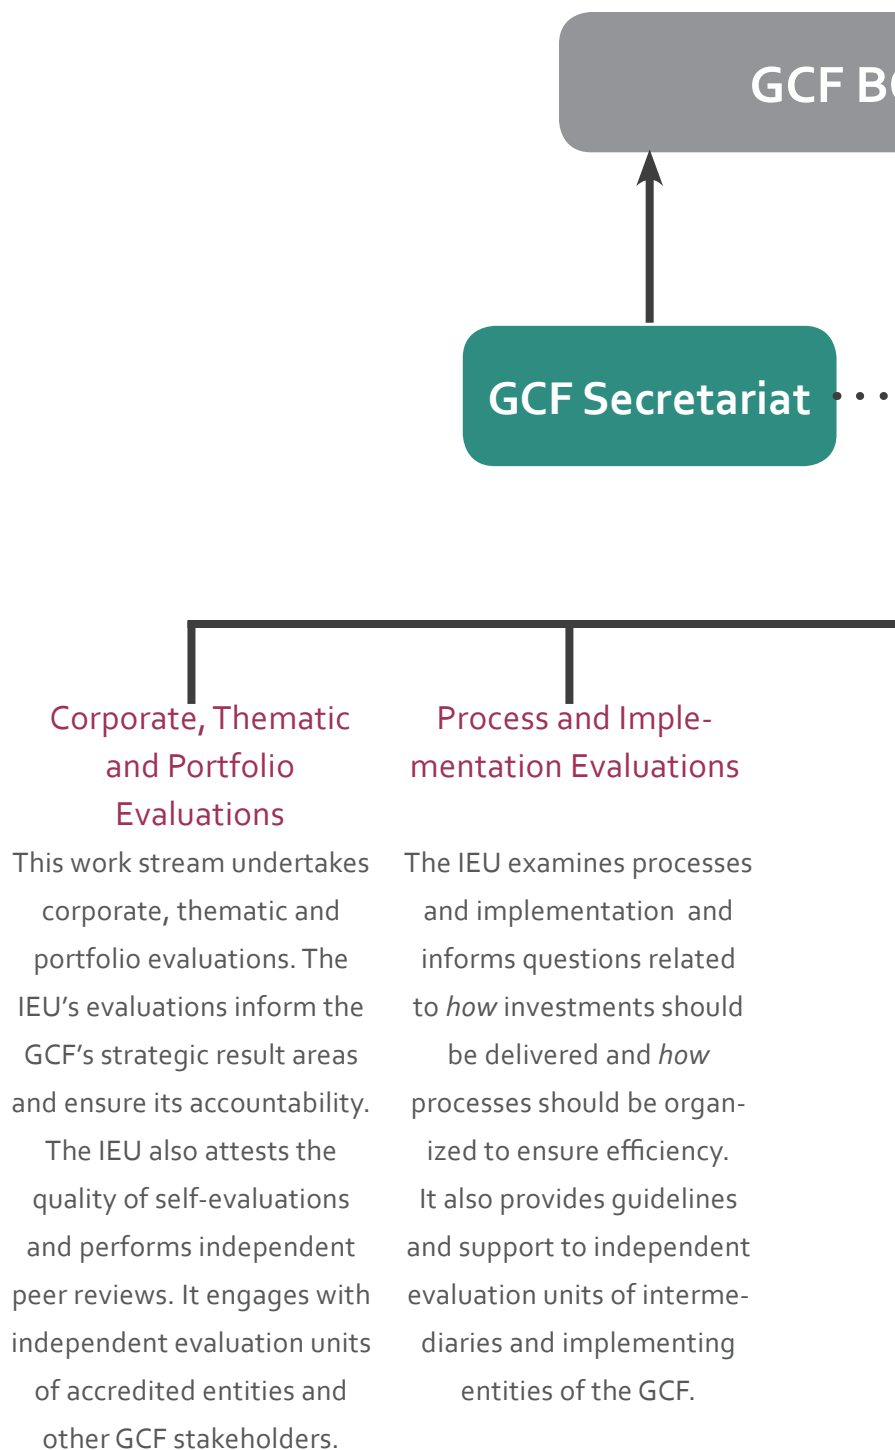 GCF
GCF Secretariat
Corporate, Thematic
and Portfolio
Evaluations
This work stream undertakes
corporate, thematic and
portfolio evaluations. The
IEU’s evaluations inform the
GCF’s strategic result areas
and ensure its accountability.
The IEU also attests the
quality of self-evaluations
and performs independent
peer reviews. It engages with
independent evaluation units
of accredited entities and
other GCF stakeholders.
Process and Imple-
mentation Evaluations
The IEU examines processes
and implementation and
informs questions related
to how investments should
be delivered and how
processes should be organ-
ized to ensure efficiency.
It also provides guidelines
and support to independent
evaluation units of interme-
diaries and implementing
entities of the GCF.